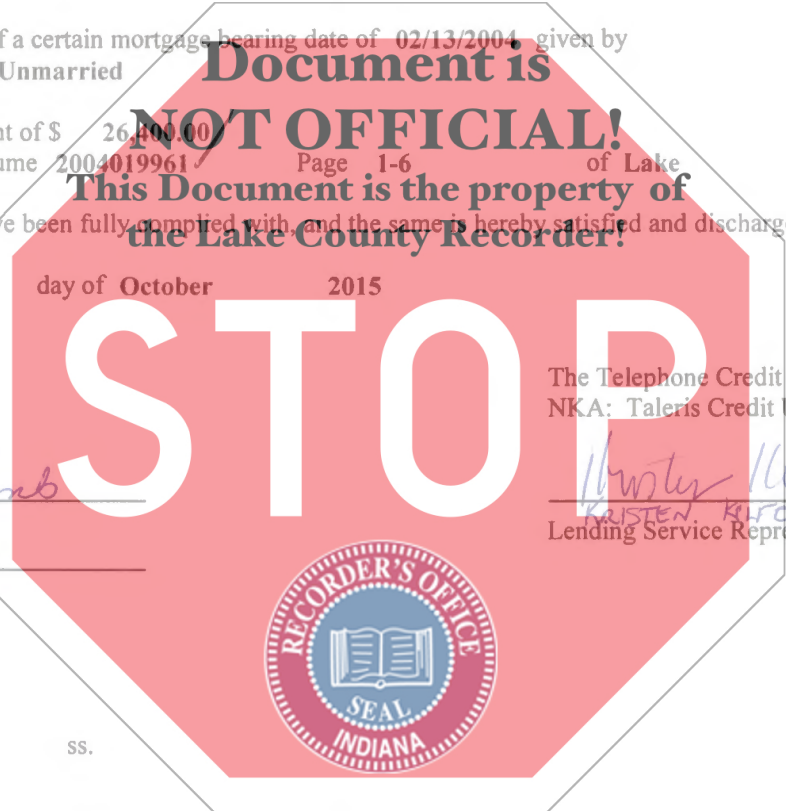 f a certain mortgage bearing date of 02/13/2004 given by
Unmarried
Document is
NOT OFFICIAL!
nt of $ 26,400.00
ume 2004019961 Page 1-6 of Lake
This Document is the property of
the Lake County Recorder!
ve been fully complied with, and the same is hereby satisfied and discharg
day of October 2015
STOP
The Telephone Credit
NKA: Taleris Credit U
KRISTEN
Lending Service Repre
RECORDER'S OFFICE
SEAL
INDIANA
ss.